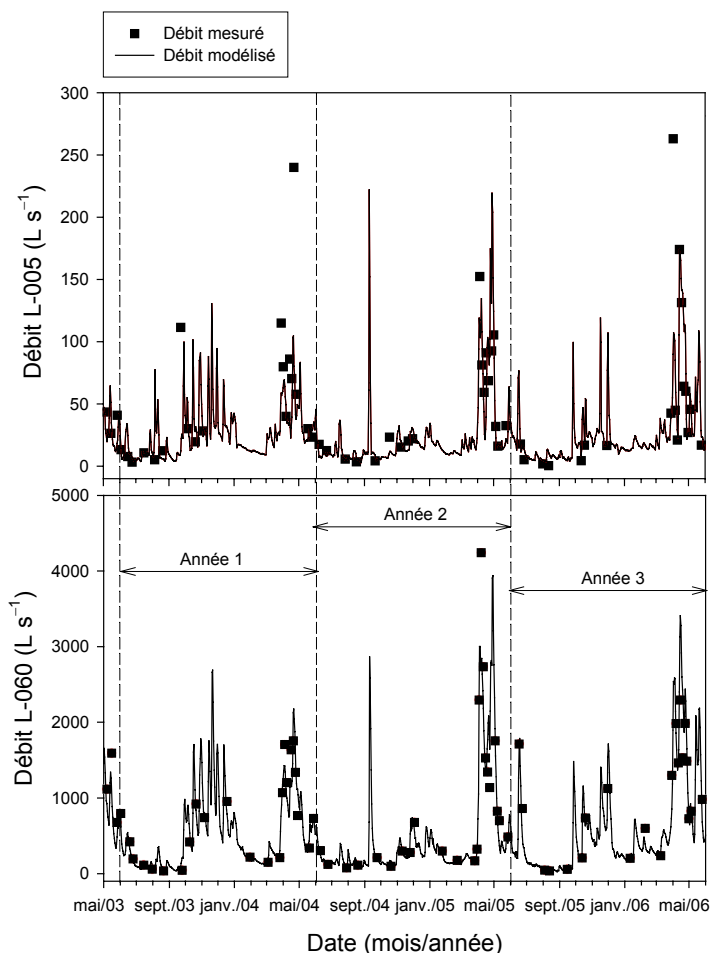 Débit mesuré
Débit modélisé
300
250
200
150
100
50
0
Débit L-005 (L s⁻¹)
5000
4000
3000
2000
1000
0
Débit L-060 (L s⁻¹)
Année 1
Année 2
Année 3
mai/03 sept./03 janv./04 mai/04 sept./04 janv./05 mai/05 sept./05 janv./06 mai/06
Date (mois/année)